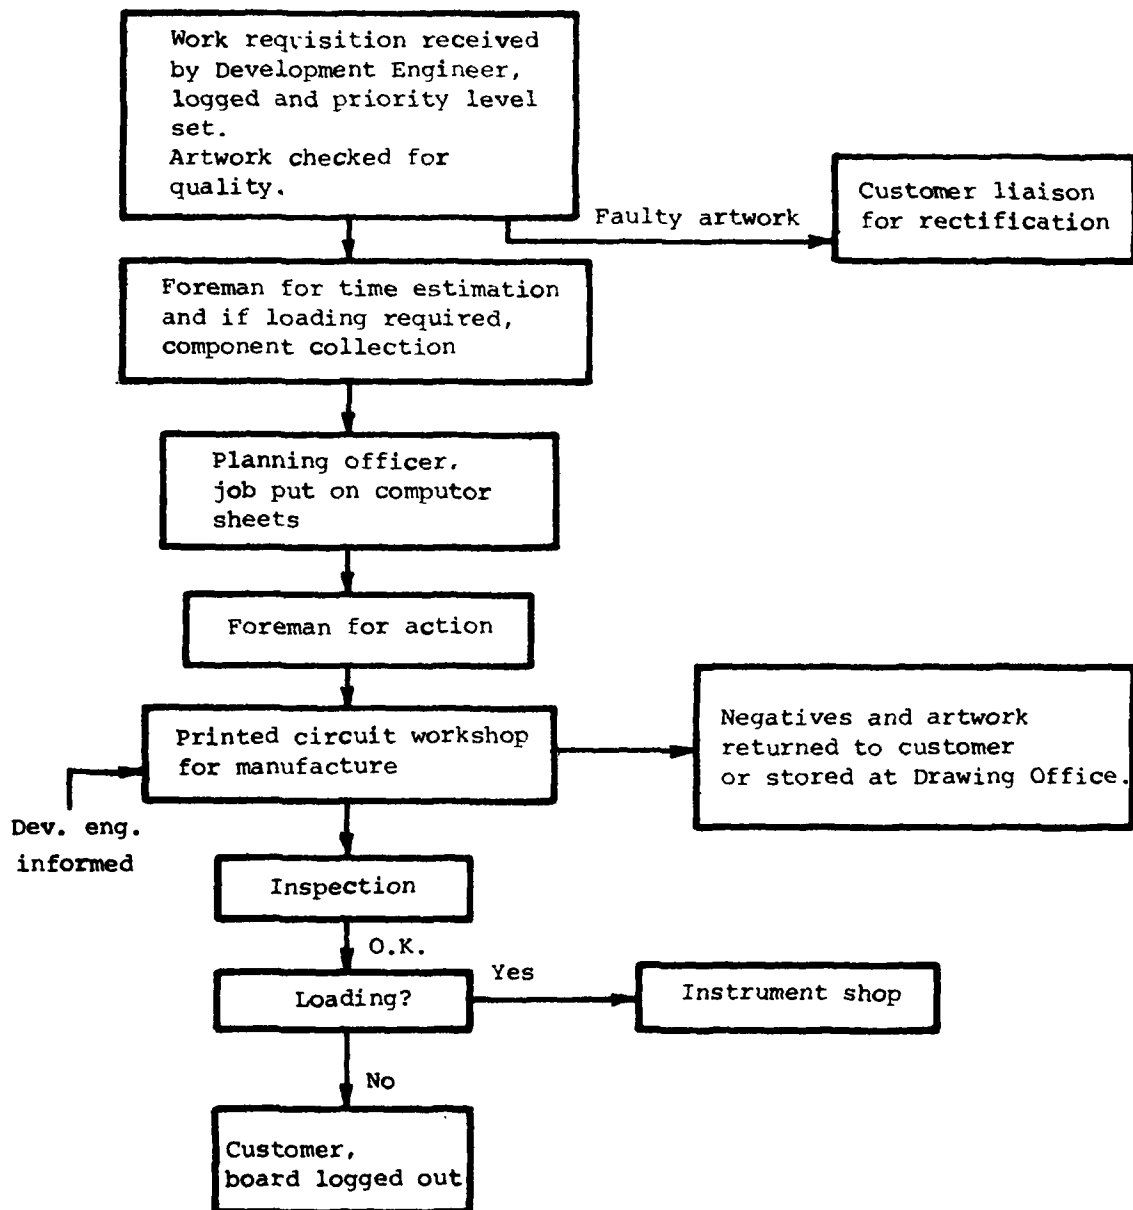 Work requisition received
by Development Engineer,
logged and priority level
set.
Artwork checked for
quality.
Faulty artwork
Customer liaison
for rectification
Foreman for time estimation
and if loading required,
component collection
Planning officer.
job put on computor
sheets
Foreman for action
Printed circuit workshop
for manufacture
Negatives and artwork
returned to customer
or stored at Drawing Office.
Dev. eng.
informed
Inspection
O.K.
Loading?
Yes
Instrument shop
No
Customer,
board logged out